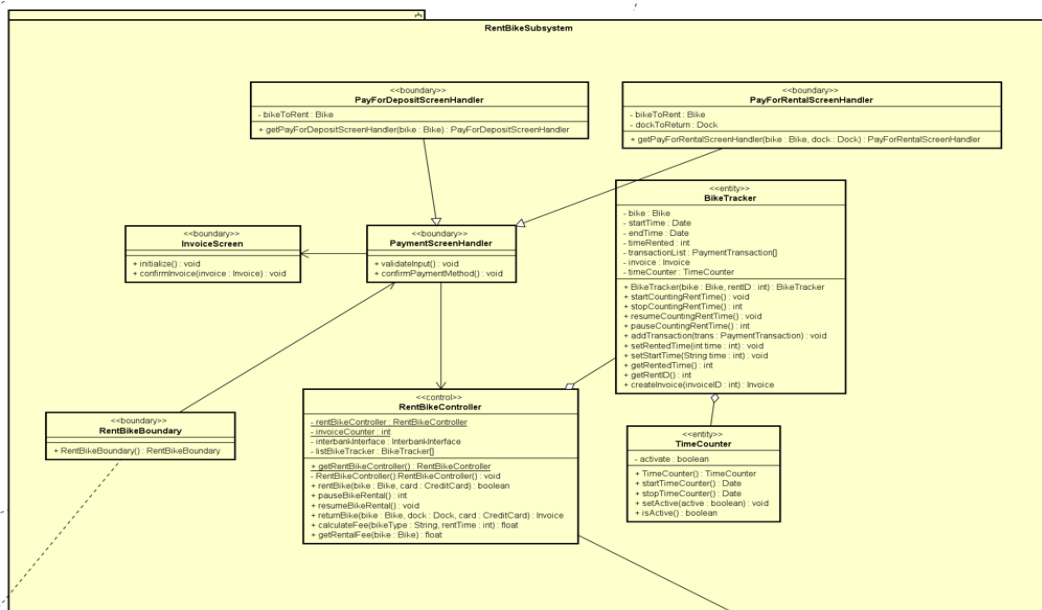 RentBikeSubsystem
<<boundary>>
PayForDepositScreenHandler
- bikeToRent : Bike
+ getPayForDepositScreenHandler(bike : Bike) : PayForDepositScreenHandler
<<boundary>>
PayForRentalScreenHandler
- bikeToRent : Bike
- dockToReturn : Dock
+ getPayForRentalScreenHandler(bike : Bike, dock : Dock) : PayForRentalScreenHandler
<<entity>>
BikeTracker
- bike : Bike
- startTime : Date
- endTime : Date
- timeRented : int
- transactionList : PaymentTransaction[]
- invoice : Invoice
- timeCounter : TimeCounter
+ BikeTracker(bike : Bike, rentID : int) : BikeTracker
+ startCountingRentTime() : void
+ stopCountingRentTime() : int
+ resumeCountingRentTime() : void
+ pauseCountingRentTime() : int
+ addTransaction(trans : PaymentTransaction) : void
+ setRentedTime(int time : int) : void
+ setStartTime(String time : int) : void
+ getRentedTime() : int
+ getRentID() : int
+ createInvoice(invoiceID : int) : Invoice
<<boundary>>
InvoiceScreen
+ initialize() : void
+ confirmInvoice(invoice : Invoice) : void
<<boundary>>
PaymentScreenHandler
+ validateInput() : void
+ confirmPaymentMethod() : void
<<control>>
RentBikeController
- rentBikeController : RentBikeController
- invoiceCounter : int
- interbankInterface : InterbankInterface
- listBikeTracker : BikeTracker[]
+ getRentBikeController() : RentBikeController
- RentBikeController():RentBikeController() : void
+ rentBike(bike : Bike, card : CreditCard) : boolean
+ pauseBikeRental() : int
+ resumeBikeRental() : void
+ returnBike(bike : Bike, dock : Dock, card : CreditCard) : Invoice
+ calculateFee(bikeType : String, rentTime : int) : float
+ getRentalFee(bike : Bike) : float
<<boundary>>
RentBikeBoundary
+ RentBikeBoundary() : RentBikeBoundary
<<entity>>
TimeCounter
- activate : boolean
+ TimeCounter() : TimeCounter
+ startTimeCounter() : Date
+ stopTimeCounter() : Date
+ setActive(active : boolean) : void
+ isActive() : boolean